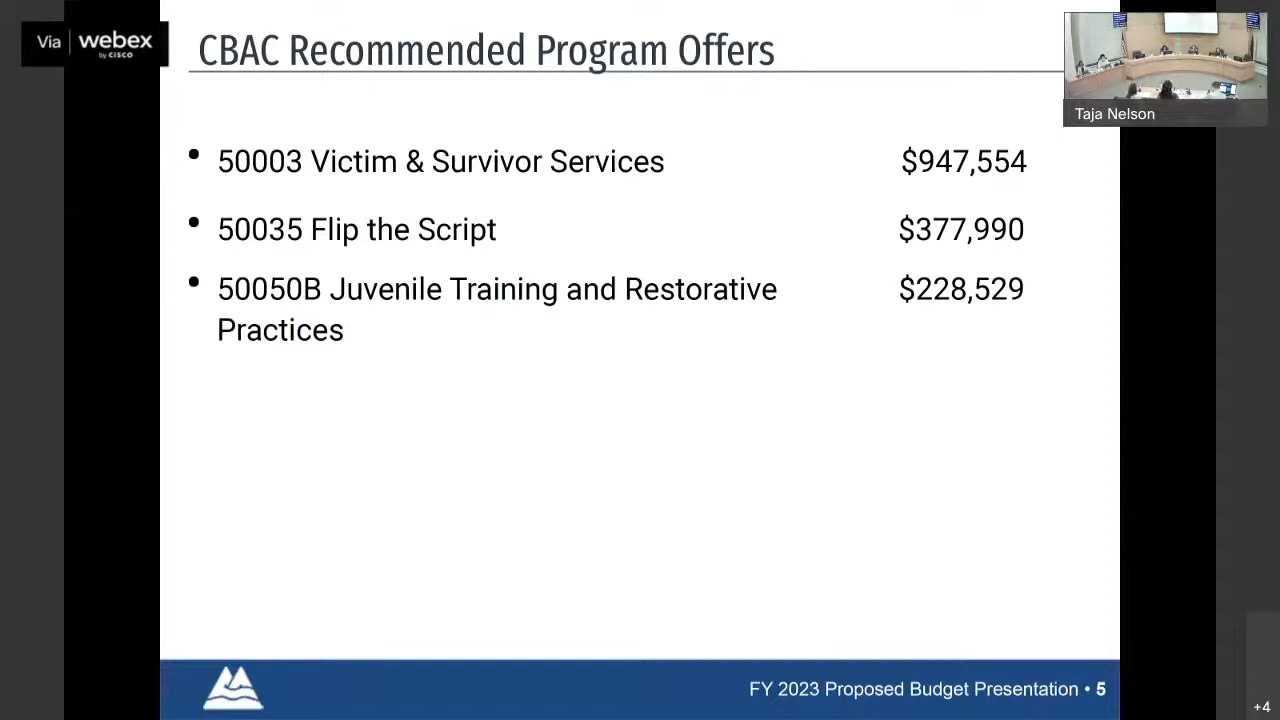 Via webex
by CISCO
CBAC Recommended Program Offers
Taja Nelson
• 50003 Victim & Survivor Services $947,554
• 50035 Flip the Script $377,990
• 50050B Juvenile Training and Restorative $228,529
Practices
FY 2023 Proposed Budget Presentation • 5
+4